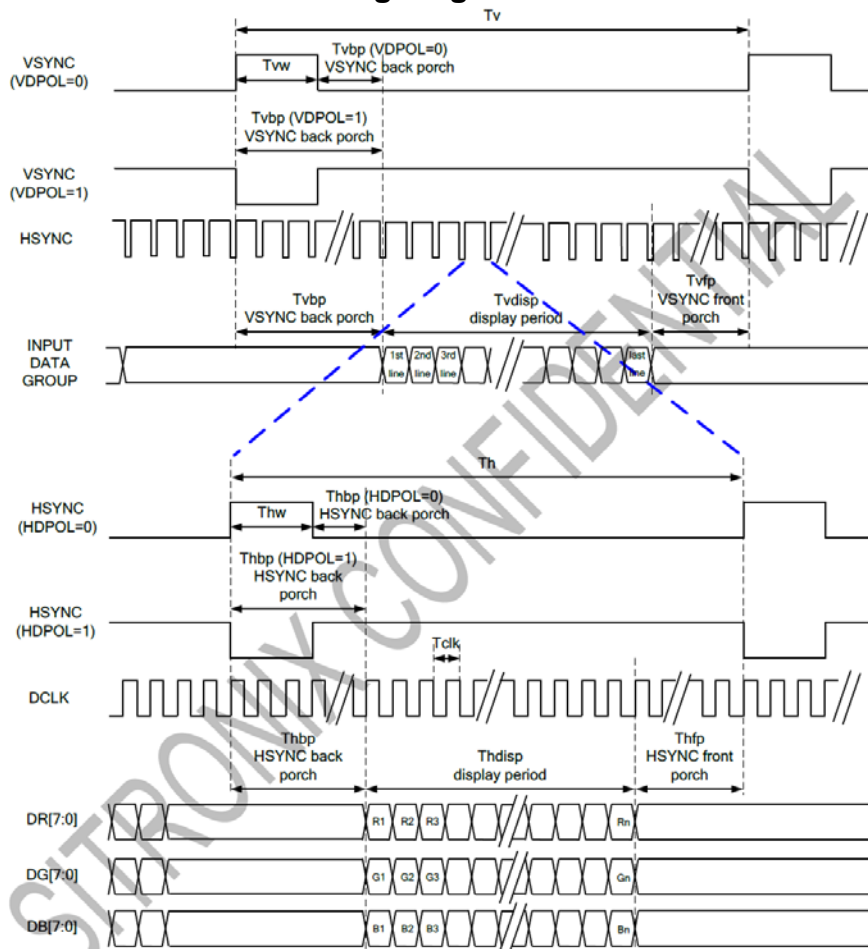 Tv
VSYNC
(VDPOL=0)
Tvw
Tvbp (VDPOL=0)
VSYNC back porch
Tvbp (VDPOL=1)
VSYNC back porch
VSYNC
(VDPOL=1)
HSYNC
Tvbp
VSYNC back porch
Tvdisp
display period
Tvfp
VSYNC front
porch
INPUT
DATA
GROUP
1st
line
2nd
line
3rd
line
last
line
Th
HSYNC
(HDPOL=0)
Thw
Thbp (HDPOL=0)
HSYNC back porch
Thbp (HDPOL=1)
HSYNC back
porch
HSYNC
(HDPOL=1)
Tclk
DCLK
Thbp
HSYNC back
porch
Thdisp
display period
Thfp
HSYNC front
porch
DR[7:0]
R1 R2 R3 Rn
DG[7:0]
G1 G2 G3 Gn
DB[7:0]
B1 B2 B3 Bn
SITRONIX CONFIDENTIAL